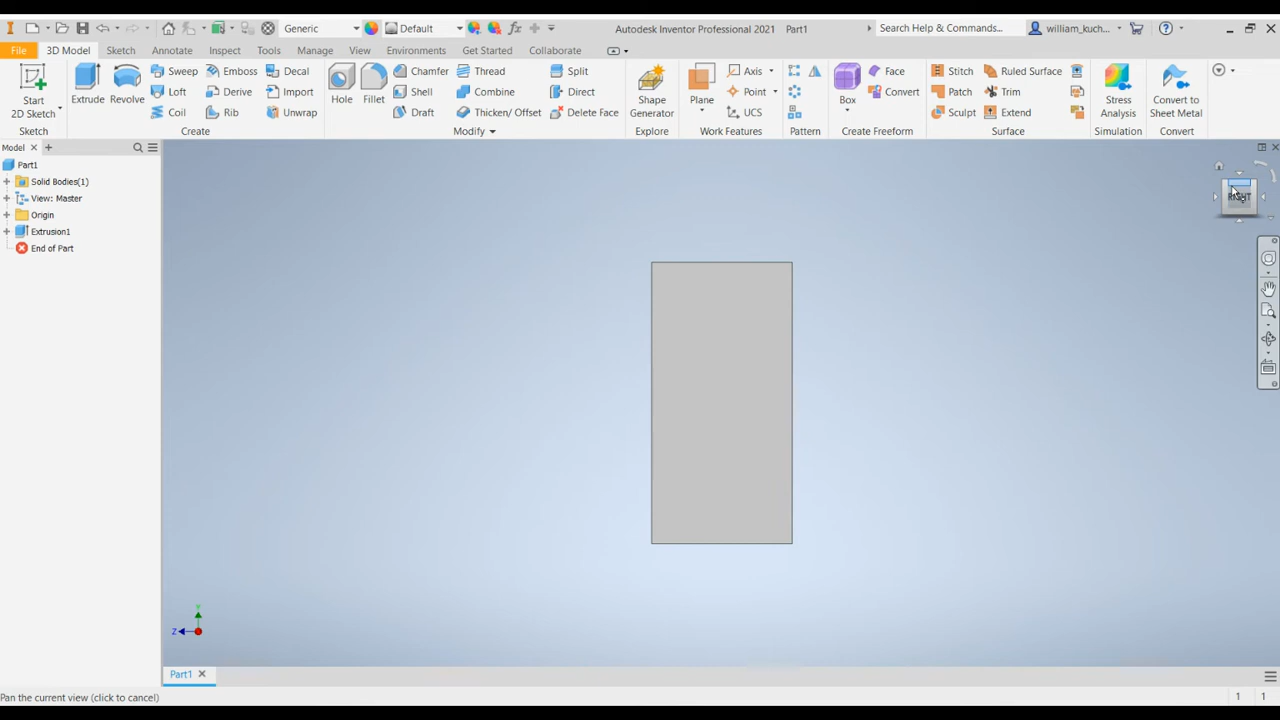 Generic
Default
fx
Autodesk Inventor Professional 2021 Part1
Search Help & Commands...
william_kuch...
File
3D Model
Sketch
Annotate
Inspect
Tools
Manage
View
Environments
Get Started
Collaborate
Start
2D Sketch
Sketch
Extrude
Revolve
Sweep
Loft
Coil
Emboss
Derive
Rib
Decal
Import
Unwrap
Create
Hole
Fillet
Chamfer
Shell
Draft
Thread
Combine
Thicken/ Offset
Split
Direct
Delete Face
Modify
Shape
Generator
Explore
Plane
Axis
Point
UCS
Work Features
Pattern
Box
Face
Convert
Create Freeform
Stitch
Patch
Sculpt
Ruled Surface
Trim
Extend
Surface
Stress
Analysis
Simulation
Convert to
Sheet Metal
Convert
Model
Part1
Solid Bodies(1)
View: Master
Origin
Extrusion1
End of Part
RIGHT
Y
Z
Part1
Pan the current view (click to cancel)
1 1